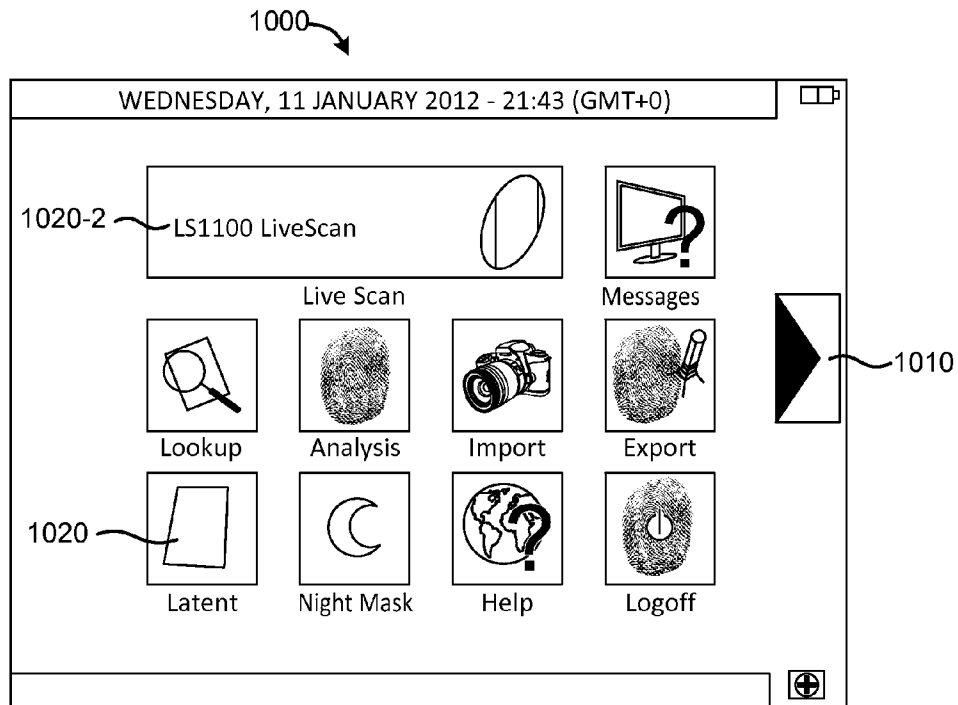 1000
WEDNESDAY, 11 JANUARY 2012 - 21:43 (GMT+0)
1020-2
LS1100 LiveScan
Live Scan
Messages
1010
Lookup
Analysis
Import
Export
1020
Latent
Night Mask
Help
Logoff